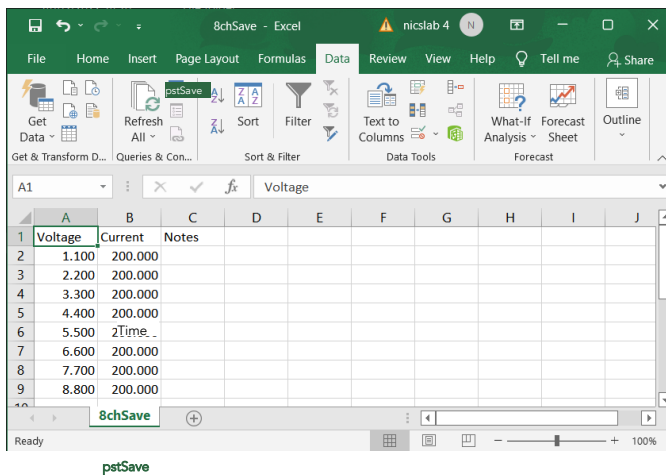 8chSave - Excel
nicslab 4
N
File Home Insert Page Layout Formulas Data Review View Help Tell me Share
pstSave
Get Data
Refresh All
Sort
Filter
Text to Columns
What-If Analysis
Forecast Sheet
Outline
Get & Transform D...
Queries & Con...
Sort & Filter
Data Tools
Forecast
A1 fx Voltage
A B C D E F G H I J
1 Voltage Current Notes
2 1.100 200.000
3 2.200 200.000
4 3.300 200.000
5 4.400 200.000
6 5.500 2Time
7 6.600 200.000
8 7.700 200.000
9 8.800 200.000
8chSave
Ready 100%
pstSave